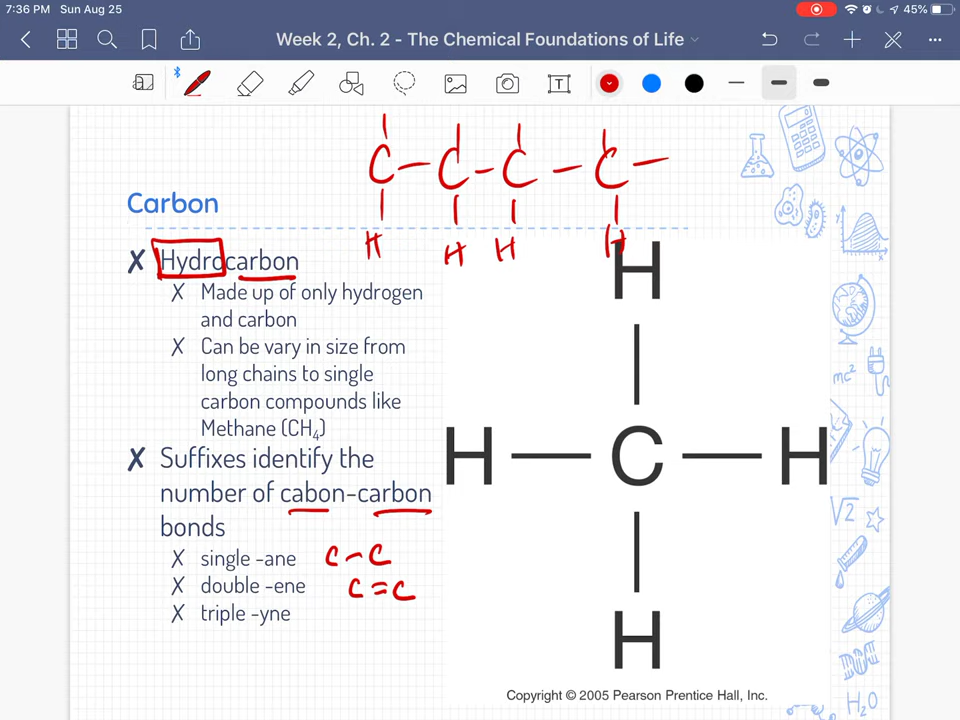 7:36 PM Sun Aug 25
45%
Week 2, Ch. 2 - The Chemical Foundations of Life
T
C - C - C - C -
H H H H
Carbon
✗ Hydrocarbon
✗ Made up of only hydrogen
and carbon
✗ Can be vary in size from
long chains to single
carbon compounds like
Methane (CH₄)
✗ Suffixes identify the
number of cabon-carbon
bonds
✗ single -ane C - C
✗ double -ene C = C
✗ triple -yne
H
H — C — H
H
mc²
√2
H₂O
Copyright © 2005 Pearson Prentice Hall, Inc.